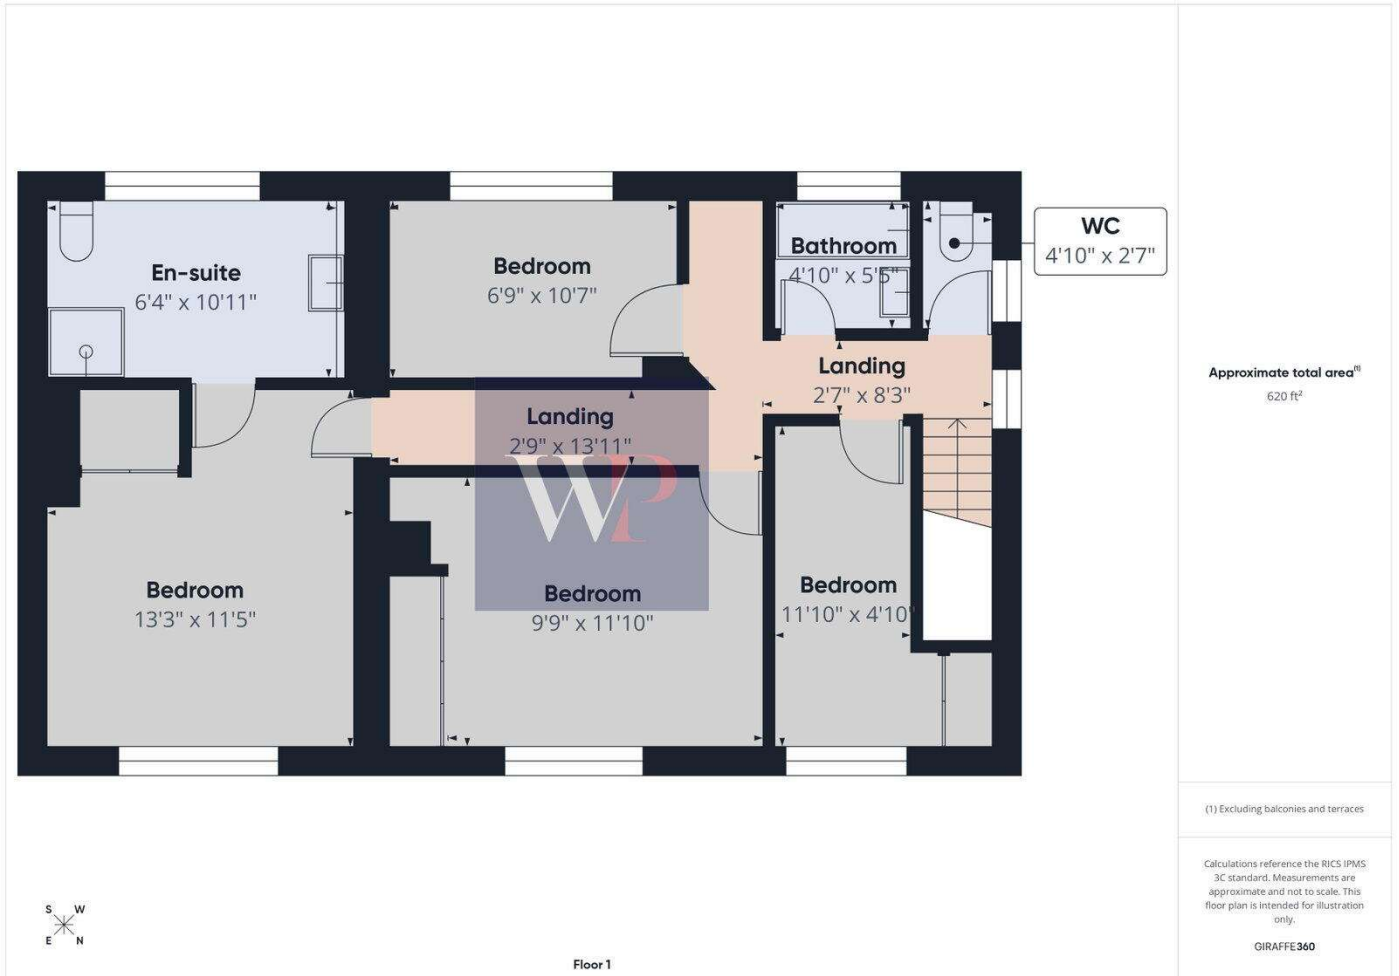 En-suite
6'4" x 10'11"
Bedroom
6'9" x 10'7"
Bathroom
4'10" x 5'5"
WC
4'10" x 2'7"
Landing
2'7" x 8'3"
Landing
2'9" x 13'11"
WP
Bedroom
13'3" x 11'5"
Bedroom
9'9" x 11'10"
Bedroom
11'10" x 4'10"
Approximate total area(1)
620 ft²
(1) Excluding balconies and terraces
Calculations reference the RICS IPMS
3C standard. Measurements are
approximate and not to scale. This
floor plan is intended for illustration
only.
GIRAFFE360
S W
E N
Floor 1